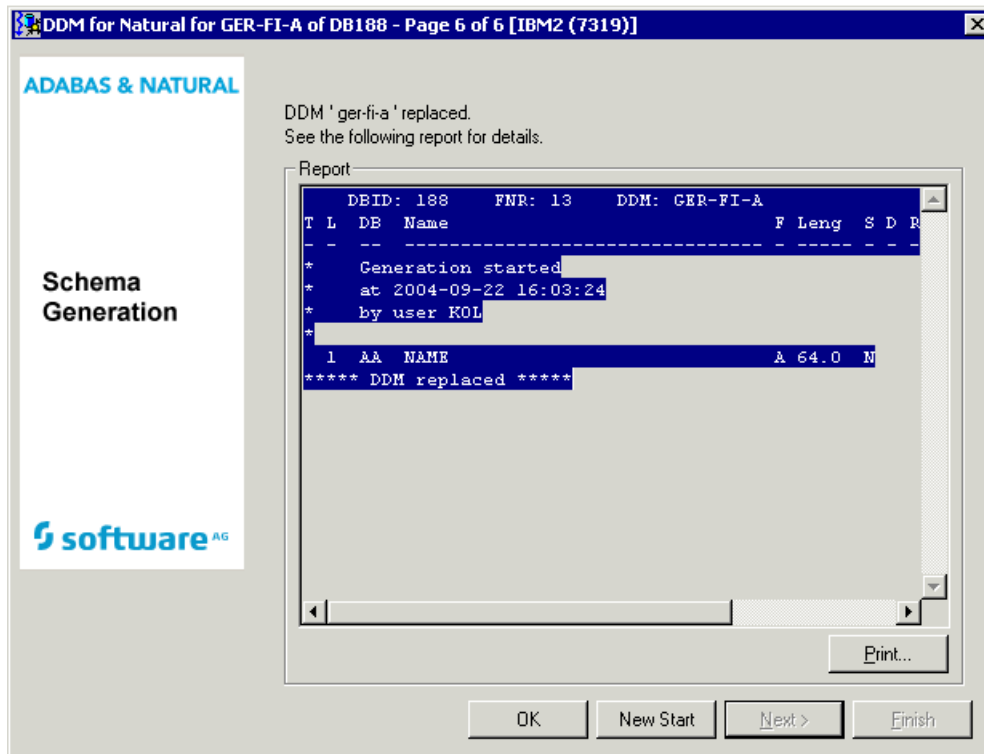 DDM for Natural for GER-FI-A of DB188 - Page 6 of 6 [IBM2 (7319)]
ADABAS & NATURAL
DDM ' ger-fi-a ' replaced.
See the following report for details.
Report
DBID: 188 FNR: 13 DDM: GER-FI-A
T L DB Name F Leng S D R
- - -- -------------------------------- - ----- - - -
* Generation started
* at 2004-09-22 16:03:24
* by user KOL
*
1 AA NAME A 64.0 N
***** DDM replaced *****
Schema
Generation
software AG
Print...
OK New Start Next > Finish